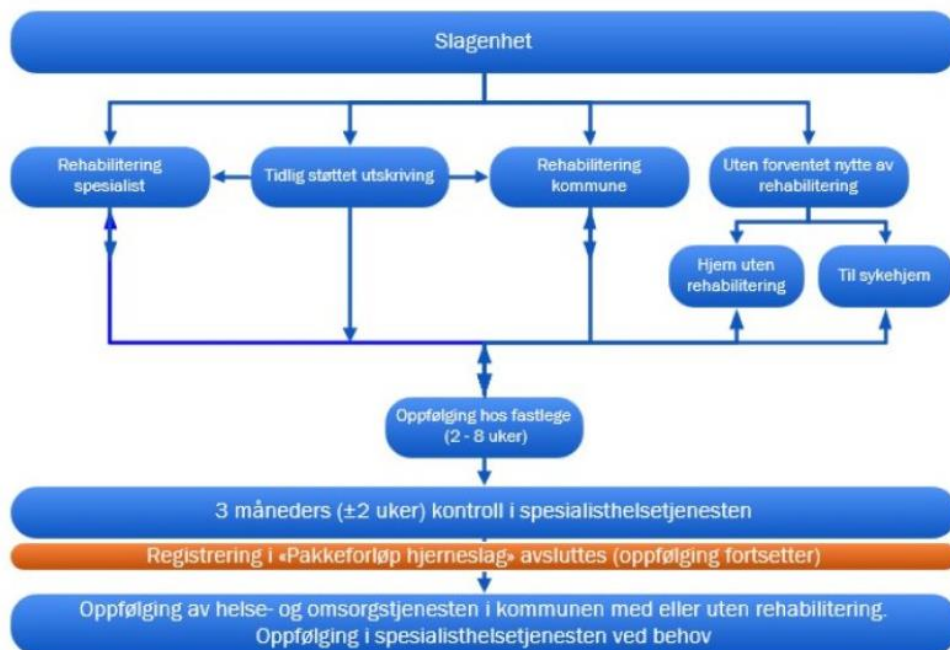 Slagenhet
Rehabilitering
spesialist
Tidlig støttet utskriving
Rehabilitering
kommune
Uten forventet nytte av
rehabilitering
Hjem uten
rehabilitering
Til sykehjem
Oppfølging hos fastlege
(2 - 8 uker)
3 måneders (±2 uker) kontroll i spesialisthelsetjenesten
Registrering i «Pakkeforløp hjerneslag» avsluttes (oppfølging fortsetter)
Oppfølging av helse- og omsorgstjenesten i kommunen med eller uten rehabilitering.
Oppfølging i spesialisthelsetjenesten ved behov